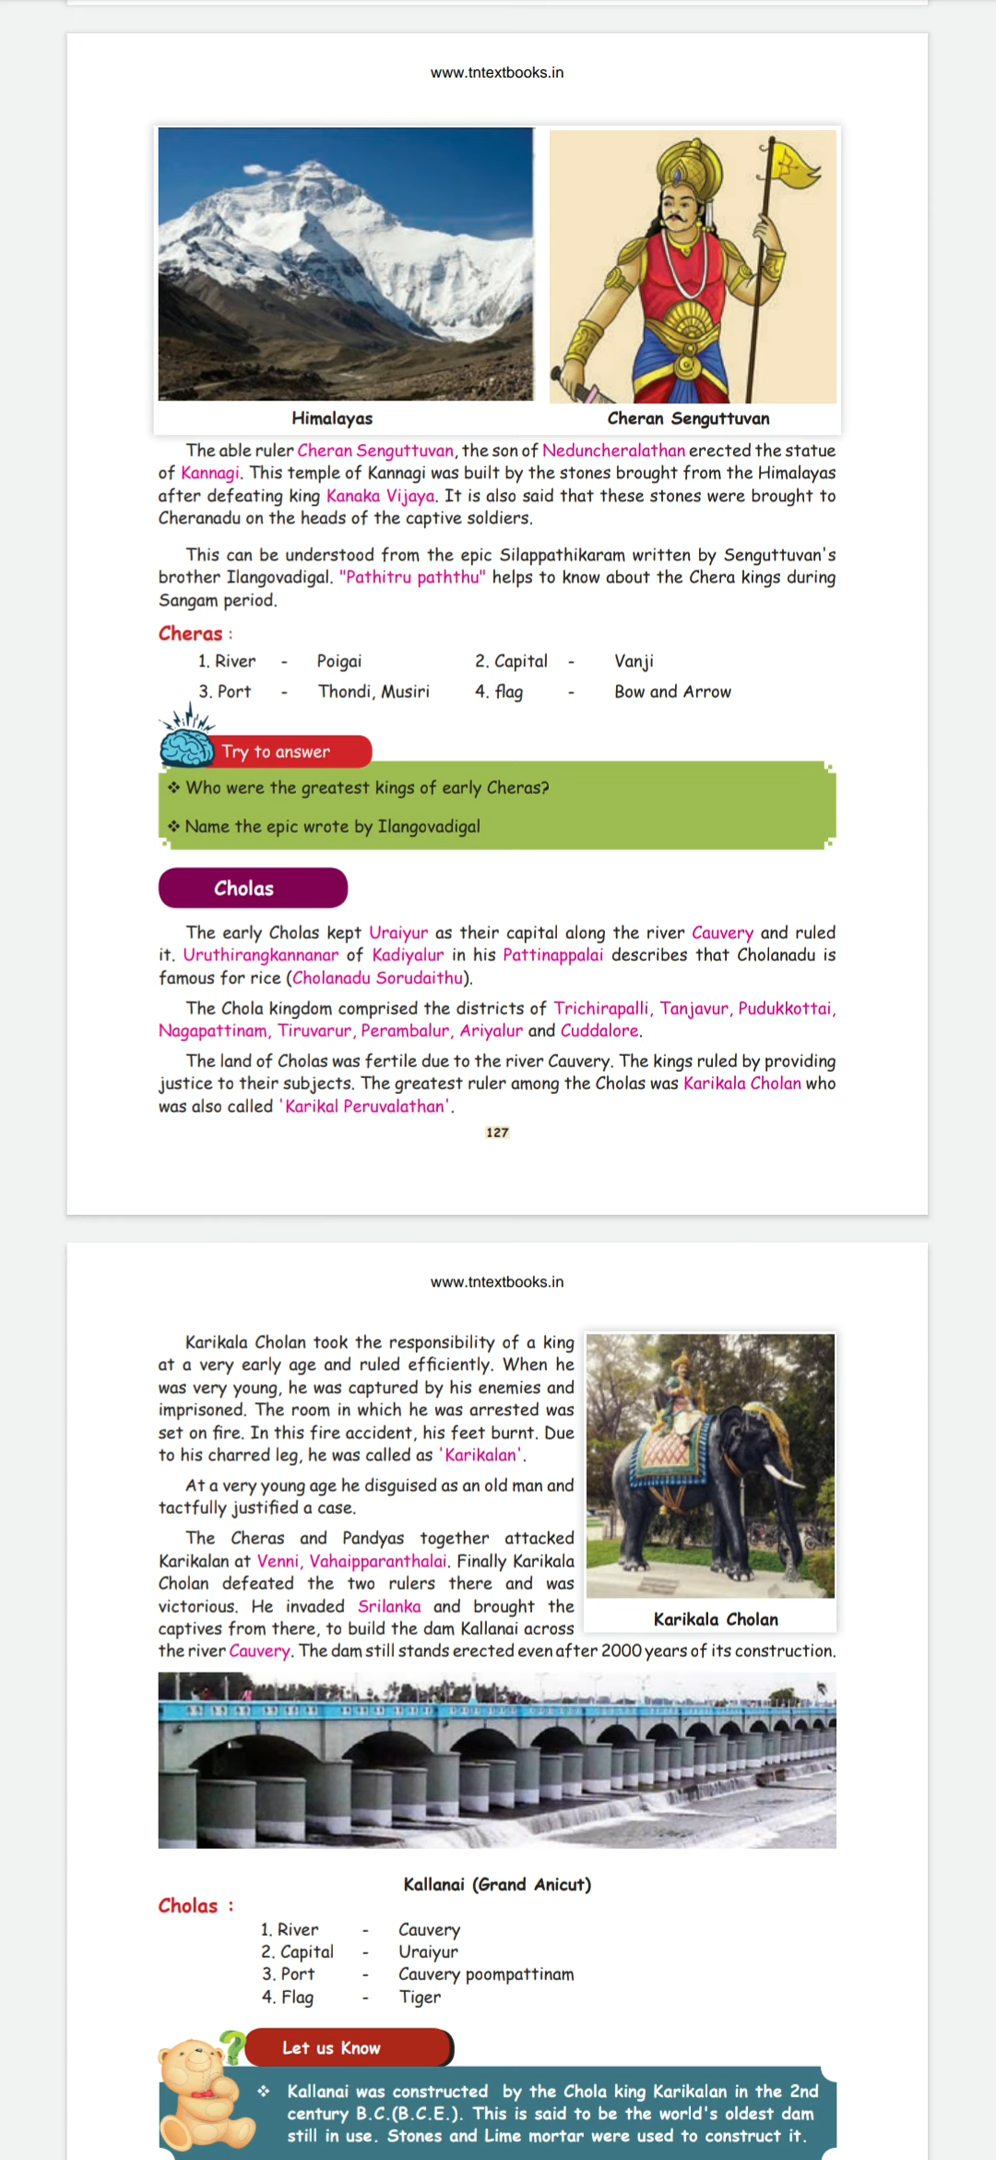 www.tntextbooks.in
Himalayas
Cheran Senguttuvan
The able ruler Cheran Senguttuvan, the son of Neduncheralathan erected the statue
of Kannagi. This temple of Kannagi was built by the stones brought from the Himalayas
after defeating king Kanaka Vijaya. It is also said that these stones were brought to
Cheranadu on the heads of the captive soldiers.
This can be understood from the epic Silappathikaram written by Senguttuvan's
brother Ilangovadigal. "Pathitru paththu" helps to know about the Chera kings during
Sangam period.
Cheras :
1. River - Poigai 2. Capital - Vanji
3. Port - Thondi, Musiri 4. flag - Bow and Arrow
Try to answer
❖ Who were the greatest kings of early Cheras?
❖ Name the epic wrote by Ilangovadigal
Cholas
The early Cholas kept Uraiyur as their capital along the river Cauvery and ruled
it. Uruthirangkannanar of Kadiyalur in his Pattinappalai describes that Cholanadu is
famous for rice (Cholanadu Sorudaithu).
The Chola kingdom comprised the districts of Trichirapalli, Tanjavur, Pudukkottai,
Nagapattinam, Tiruvarur, Perambalur, Ariyalur and Cuddalore.
The land of Cholas was fertile due to the river Cauvery. The kings ruled by providing
justice to their subjects. The greatest ruler among the Cholas was Karikala Cholan who
was also called 'Karikal Peruvalathan'.
127
www.tntextbooks.in
Karikala Cholan took the responsibility of a king
at a very early age and ruled efficiently. When he
was very young, he was captured by his enemies and
imprisoned. The room in which he was arrested was
set on fire. In this fire accident, his feet burnt. Due
to his charred leg, he was called as 'Karikalan'.
At a very young age he disguised as an old man and
tactfully justified a case.
The Cheras and Pandyas together attacked
Karikalan at Venni, Vahaipparanthalai. Finally Karikala
Cholan defeated the two rulers there and was
victorious. He invaded Srilanka and brought the
captives from there, to build the dam Kallanai across
the river Cauvery. The dam still stands erected even after 2000 years of its construction.
Karikala Cholan
Kallanai (Grand Anicut)
Cholas :
1. River - Cauvery
2. Capital - Uraiyur
3. Port - Cauvery poompattinam
4. Flag - Tiger
Let us Know
❖ Kallanai was constructed by the Chola king Karikalan in the 2nd
century B.C.(B.C.E.). This is said to be the world's oldest dam
still in use. Stones and Lime mortar were used to construct it.